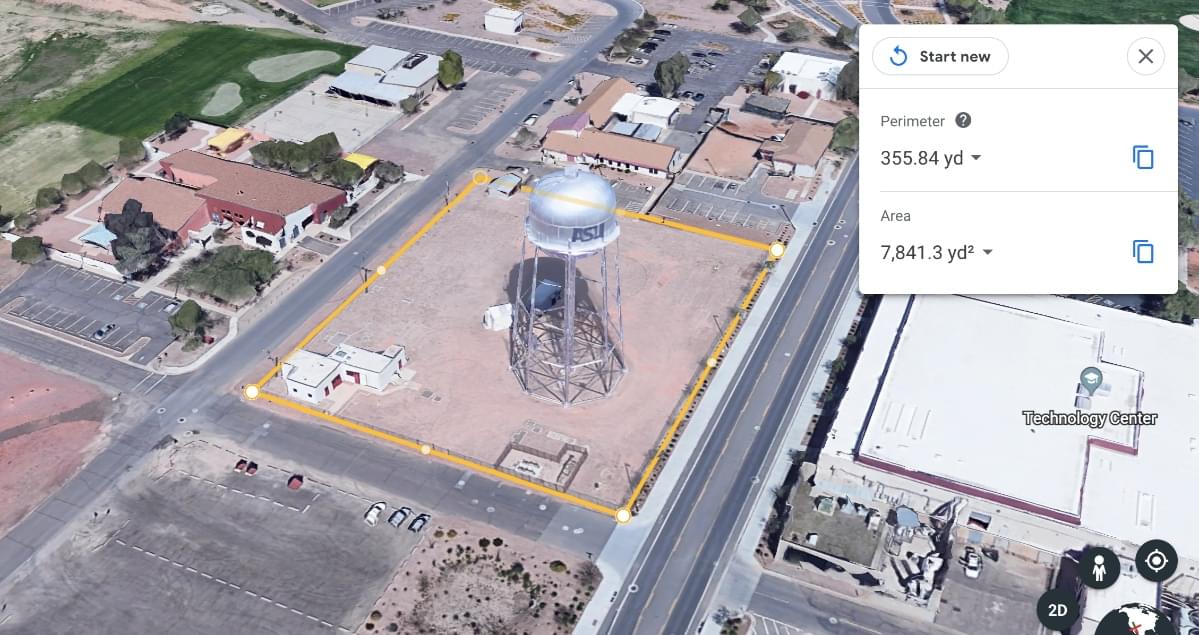 Start new
Perimeter ?
355.84 yd
Area
7,841.3 yd²
ASU
Technology Center
2D